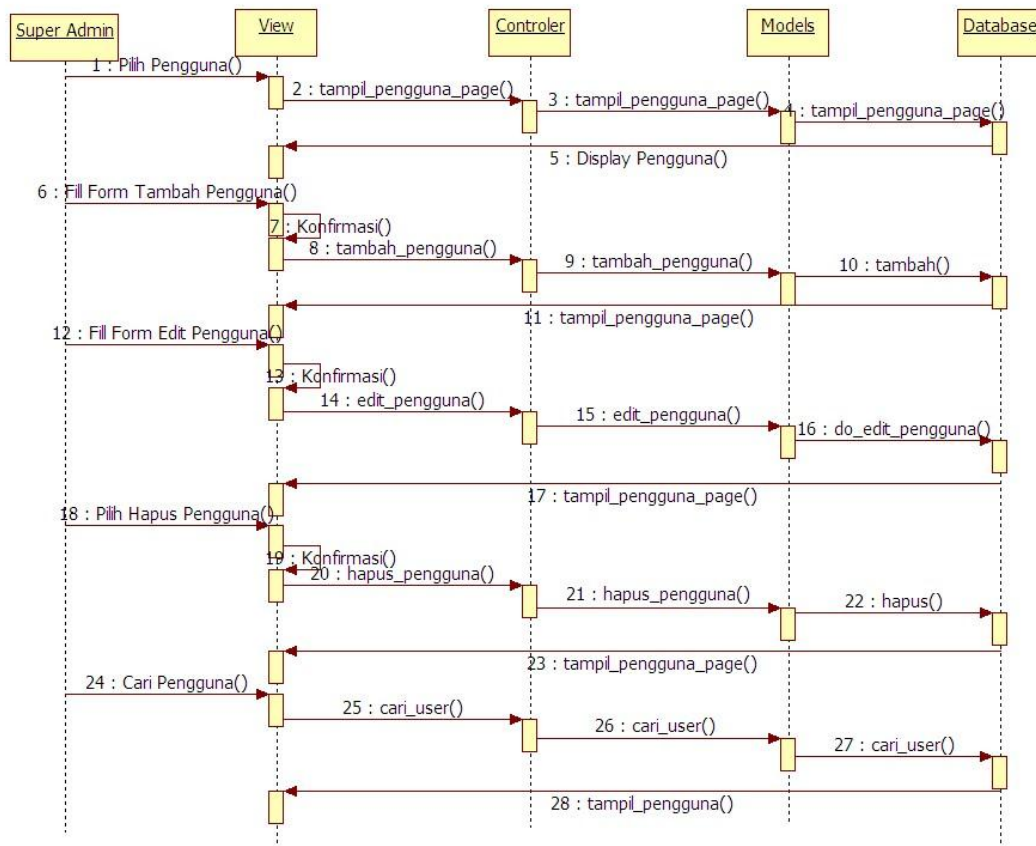 Super Admin
View
Controler
Models
Database
1 : Pilih Pengguna()
2 : tampil_pengguna_page()
3 : tampil_pengguna_page()
4 : tampil_pengguna_page()
5 : Display Pengguna()
6 : Fill Form Tambah Pengguna()
7 : Konfirmasi()
8 : tambah_pengguna()
9 : tambah_pengguna()
10 : tambah()
11 : tampil_pengguna_page()
12 : Fill Form Edit Pengguna()
13 : Konfirmasi()
14 : edit_pengguna()
15 : edit_pengguna()
16 : do_edit_pengguna()
17 : tampil_pengguna_page()
18 : Pilih Hapus Pengguna()
19 : Konfirmasi()
20 : hapus_pengguna()
21 : hapus_pengguna()
22 : hapus()
23 : tampil_pengguna_page()
24 : Cari Pengguna()
25 : cari_user()
26 : cari_user()
27 : cari_user()
28 : tampil_pengguna()